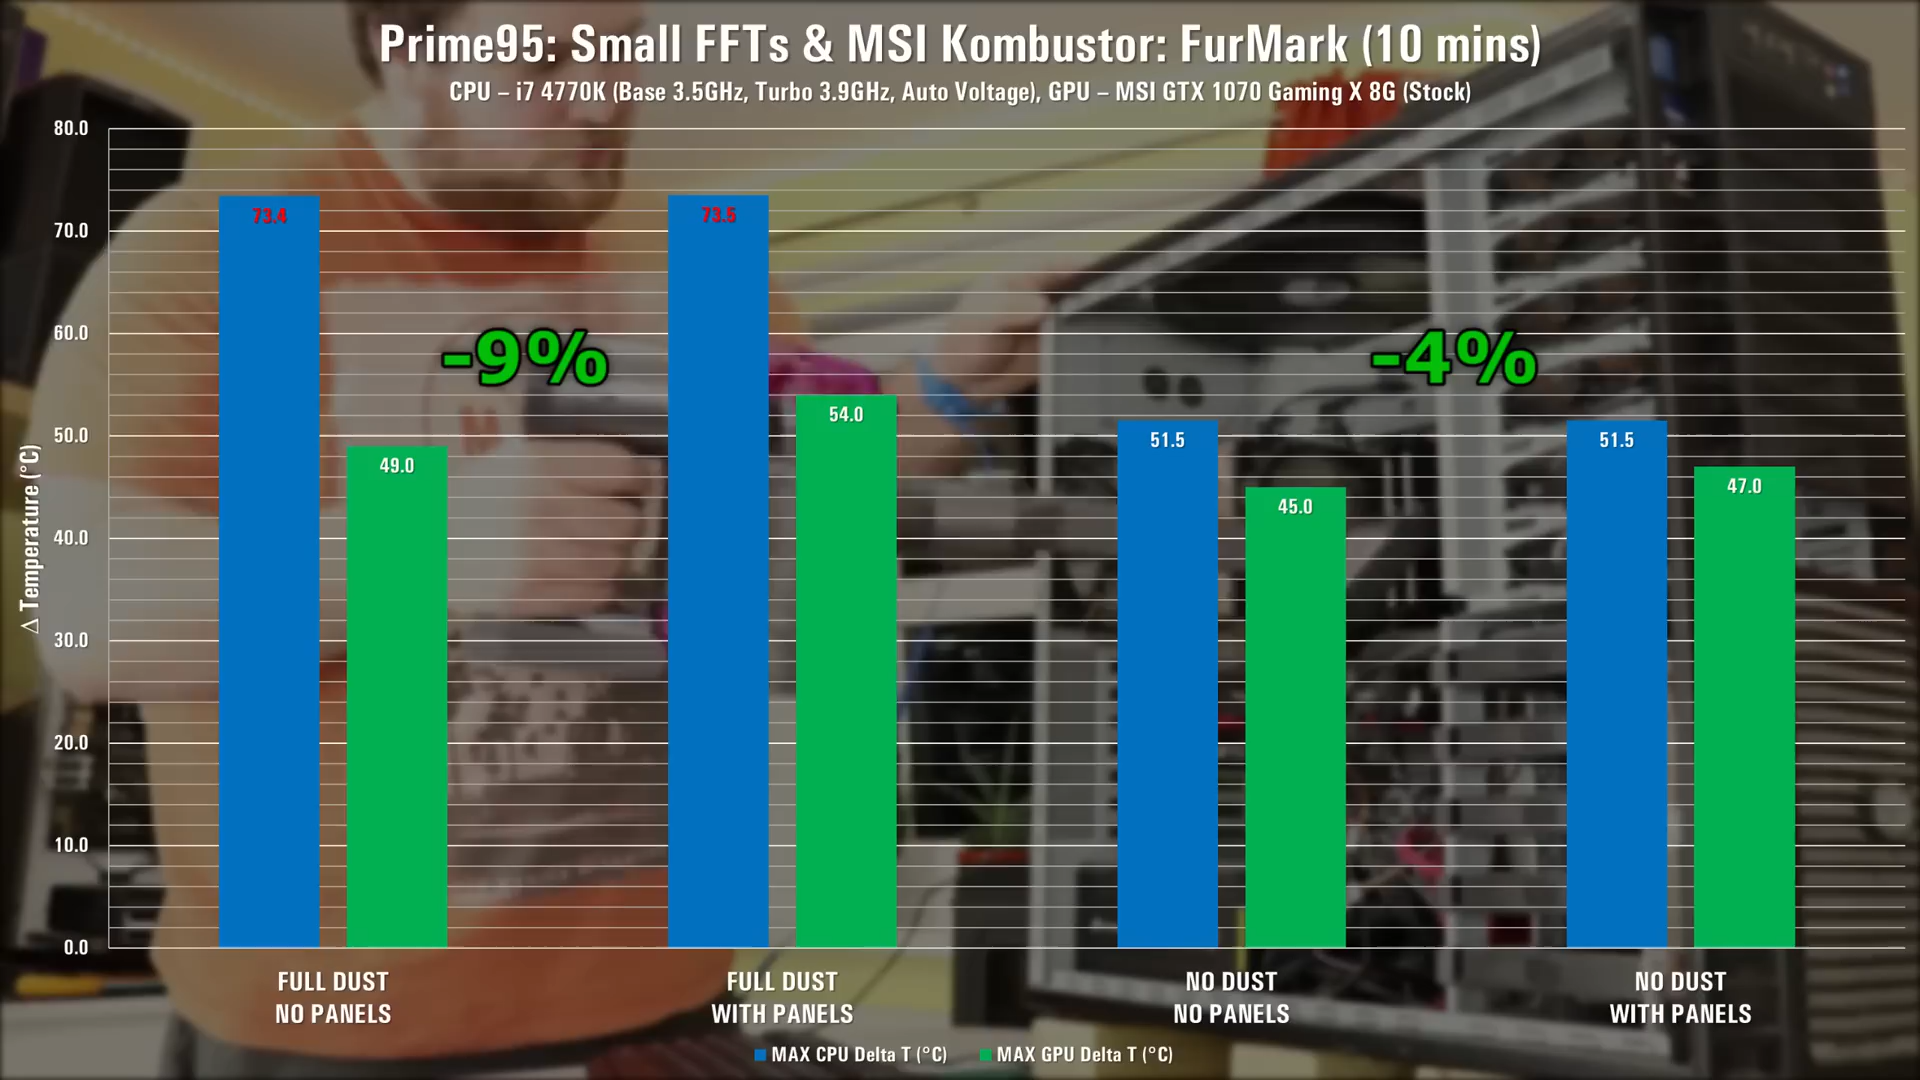 Prime95: Small FFTs & MSI Kombustor: FurMark (10 mins)
CPU – i7 4770K (Base 3.5GHz, Turbo 3.9GHz, Auto Voltage), GPU – MSI GTX 1070 Gaming X 8G (Stock)
80.0
70.0
60.0
50.0
40.0
30.0
20.0
10.0
0.0
Δ Temperature (°C)
73.4
49.0
-9%
73.5
54.0
51.5
45.0
-4%
51.5
47.0
FULL DUST
NO PANELS
FULL DUST
WITH PANELS
NO DUST
NO PANELS
NO DUST
WITH PANELS
MAX CPU Delta T (°C)
MAX GPU Delta T (°C)